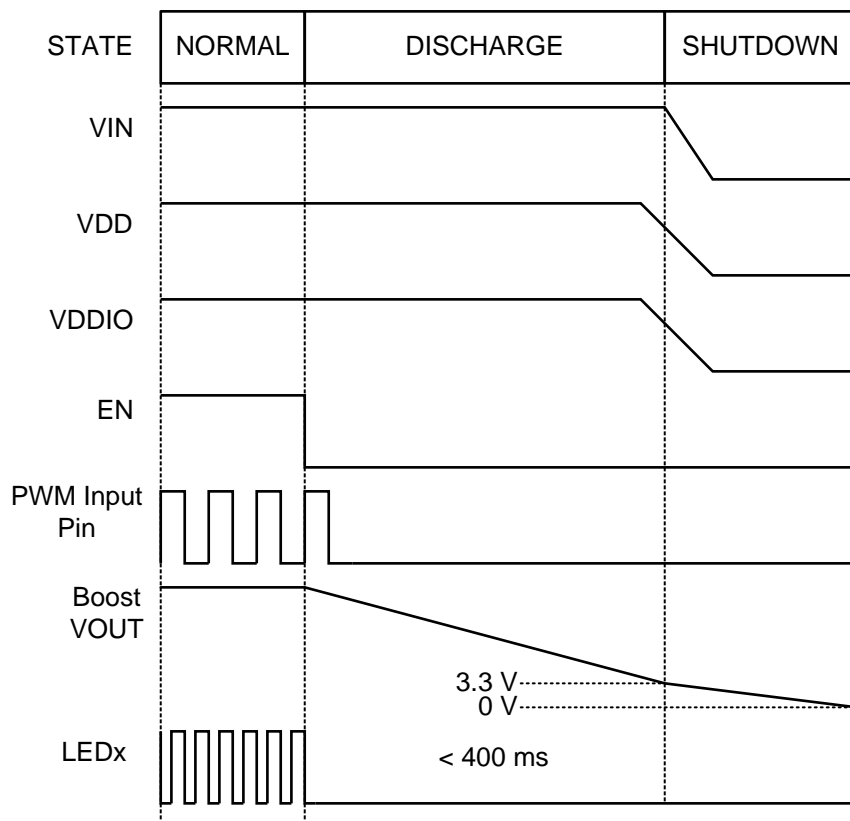 STATE NORMAL DISCHARGE SHUTDOWN
VIN
VDD
VDDIO
EN
PWM Input
Pin
Boost
VOUT
3.3 V
0 V
LEDx
< 400 ms